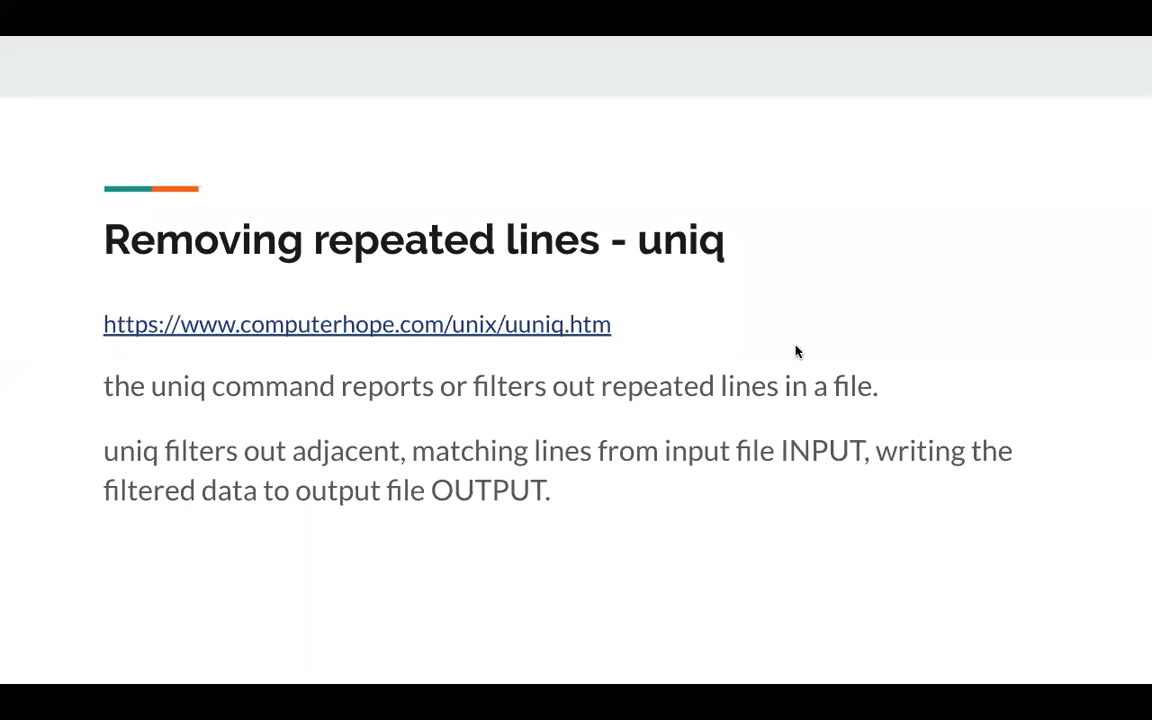 Removing repeated lines - uniq
https://www.computerhope.com/unix/uuniq.htm
the uniq command reports or filters out repeated lines in a file.
uniq filters out adjacent, matching lines from input file INPUT, writing the
filtered data to output file OUTPUT.